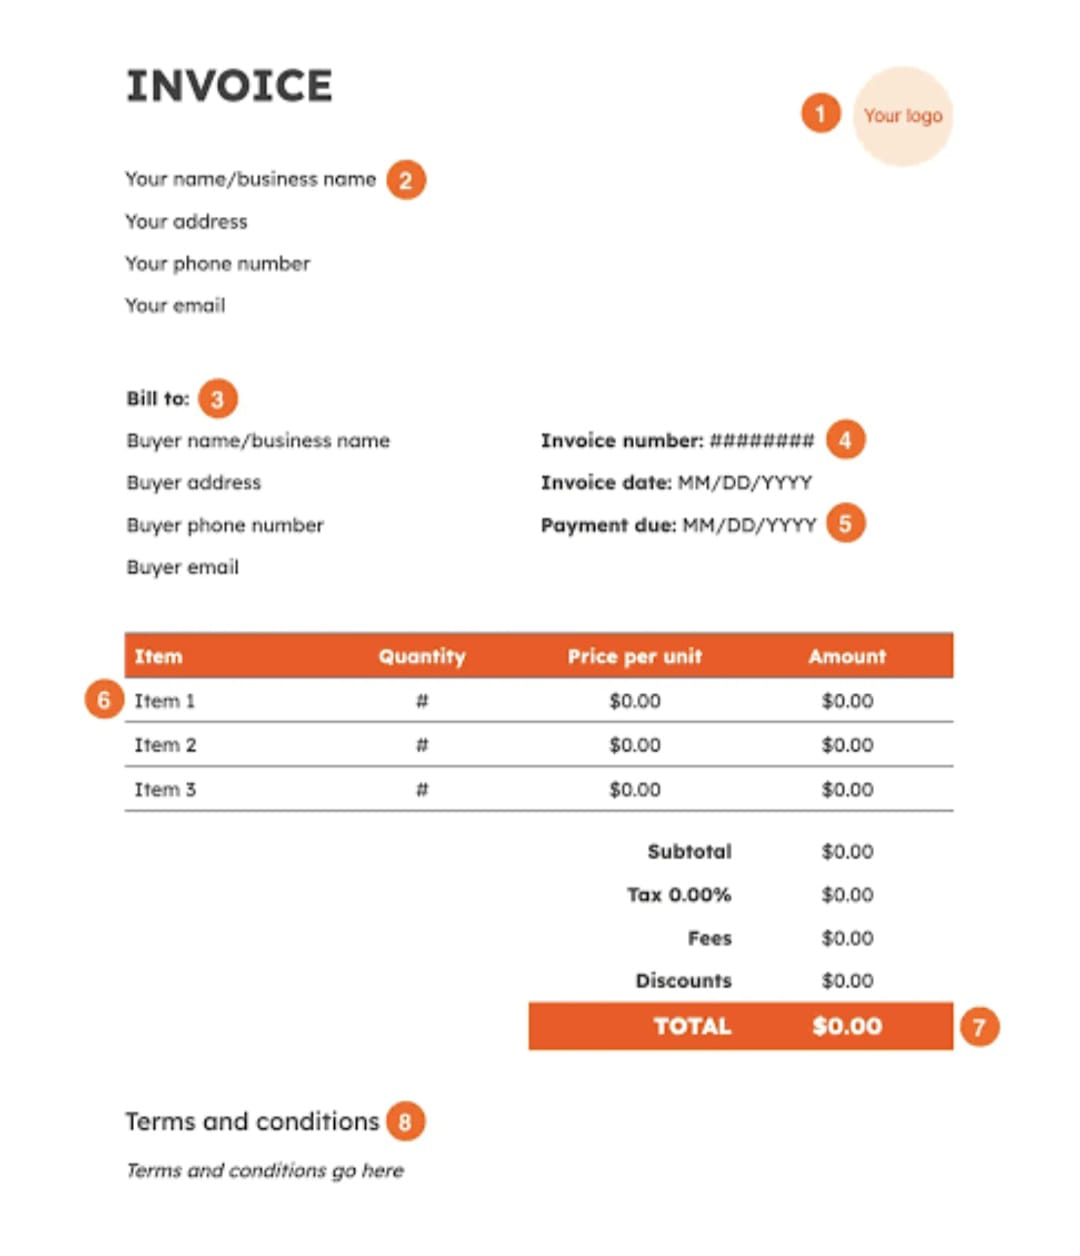 INVOICE
1 Your logo
Your name/business name 2
Your address
Your phone number
Your email
Bill to: 3
Buyer name/business name
Buyer address
Buyer phone number
Buyer email
Invoice number: ######## 4
Invoice date: MM/DD/YYYY
Payment due: MM/DD/YYYY 5
Item Quantity Price per unit Amount
6 Item 1 # $0.00 $0.00
Item 2 # $0.00 $0.00
Item 3 # $0.00 $0.00
Subtotal $0.00
Tax 0.00% $0.00
Fees $0.00
Discounts $0.00
TOTAL $0.00 7
Terms and conditions 8
Terms and conditions go here